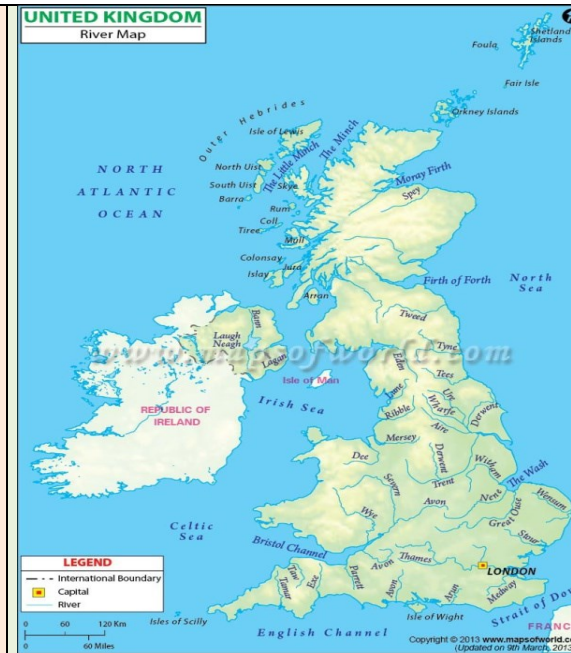 UNITED KINGDOM
River Map
Shetland
Islands
Foula
Fair Isle
Orkney Islands
Outer Hebrides
Isle of Lewis
The Minch
The Little Minch
NORTH
ATLANTIC
OCEAN
North Uist
South Uist
Skye
Barra
Rum
Coll
Tiree
Mull
Colonsay
Jura
Islay
Arran
Moray Firth
Spey
Firth of Forth
North
Sea
Tweed
Tyne
Bann
Laugh
Neagh
Lagan
www.mapsofworld.com
Eden
Tees
Isle of Man
Lune
Ure
Wharfe
Derwent
REPUBLIC OF
IRELAND
Irish Sea
Ribble
Aire
Mersey
Dee
Derwent
Witham
The Wash
Severn
Trent
Nene
Wensum
Avon
Great Ouse
Wye
Stour
Celtic
Sea
Bristol Channel
Thames
Avon
LONDON
Taw
Tamar
Exe
Parrett
Avon
Arun
Medway
Isle of Wight
Strait of Dov
FRANC
Isles of Scilly
English Channel
LEGEND
International Boundary
Capital
River
0 60 120 Km
0 60 Miles
Copyright © 2013 www.mapsofworld.c
(Updated on 9th March, 2013